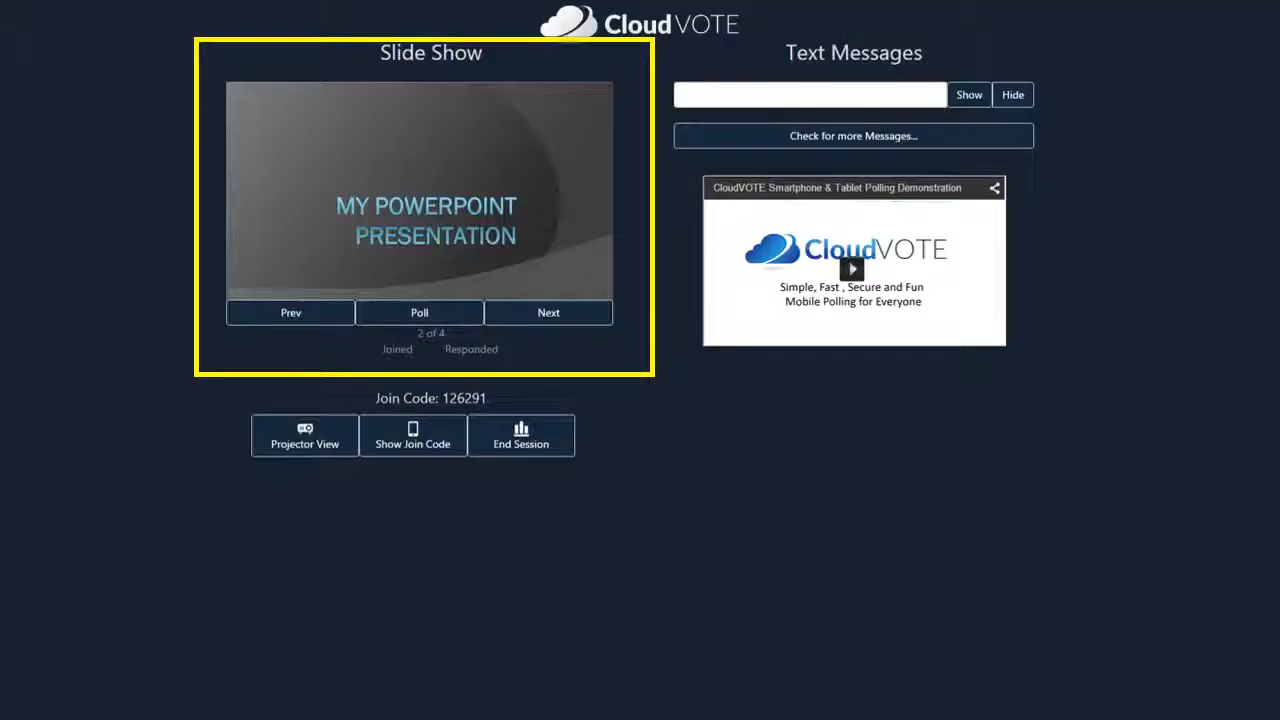 CloudVOTE
Slide Show
MY POWERPOINT
PRESENTATION
Prev
Poll
Next
2 of 4
Joined
Responded
Join Code: 126291
Projector View
Show Join Code
End Session
Text Messages
Show
Hide
Check for more Messages...
CloudVOTE Smartphone & Tablet Polling Demonstration
CloudVOTE
Simple, Fast , Secure and Fun
Mobile Polling for Everyone